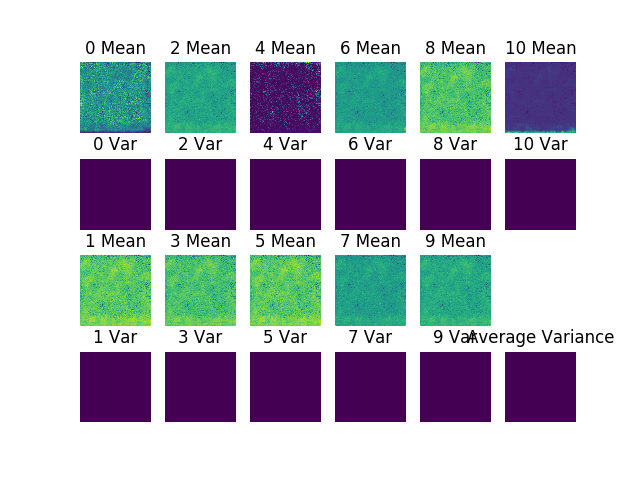 0 Mean 2 Mean 4 Mean 6 Mean 8 Mean 10 Mean
0 Var 2 Var 4 Var 6 Var 8 Var 10 Var
1 Mean 3 Mean 5 Mean 7 Mean 9 Mean
1 Var 3 Var 5 Var 7 Var 9 Var Average Variance